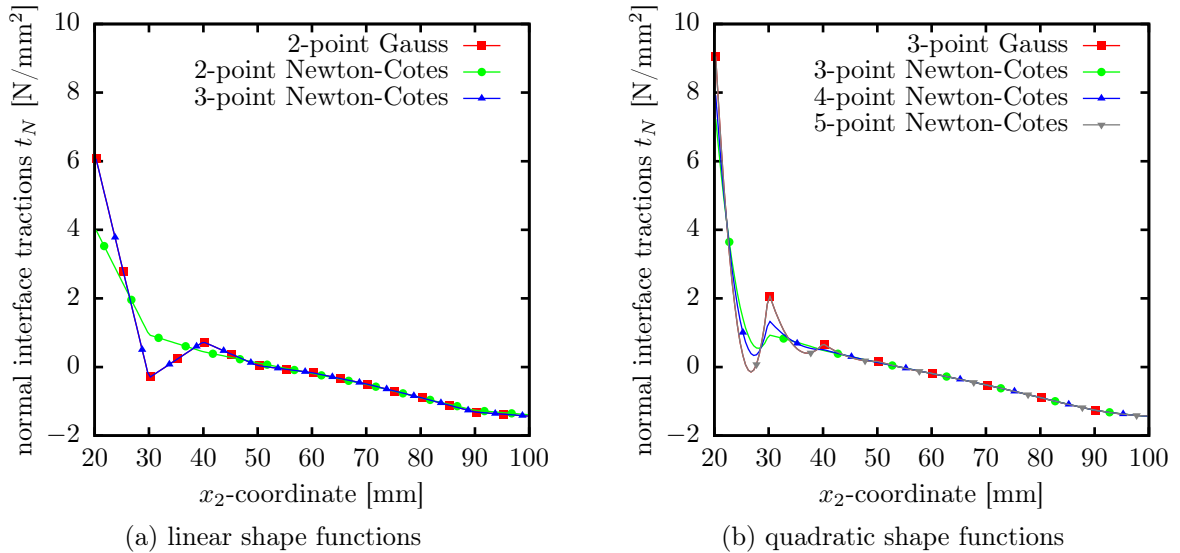 normal interface tractions t_N [N/mm²]
10
8
6
4
2
0
−2
2-point Gauss
2-point Newton-Cotes
3-point Newton-Cotes
20 30 40 50 60 70 80 90 100
x₂-coordinate [mm]
(a) linear shape functions
normal interface tractions t_N [N/mm²]
10
8
6
4
2
0
−2
3-point Gauss
3-point Newton-Cotes
4-point Newton-Cotes
5-point Newton-Cotes
20 30 40 50 60 70 80 90 100
x₂-coordinate [mm]
(b) quadratic shape functions